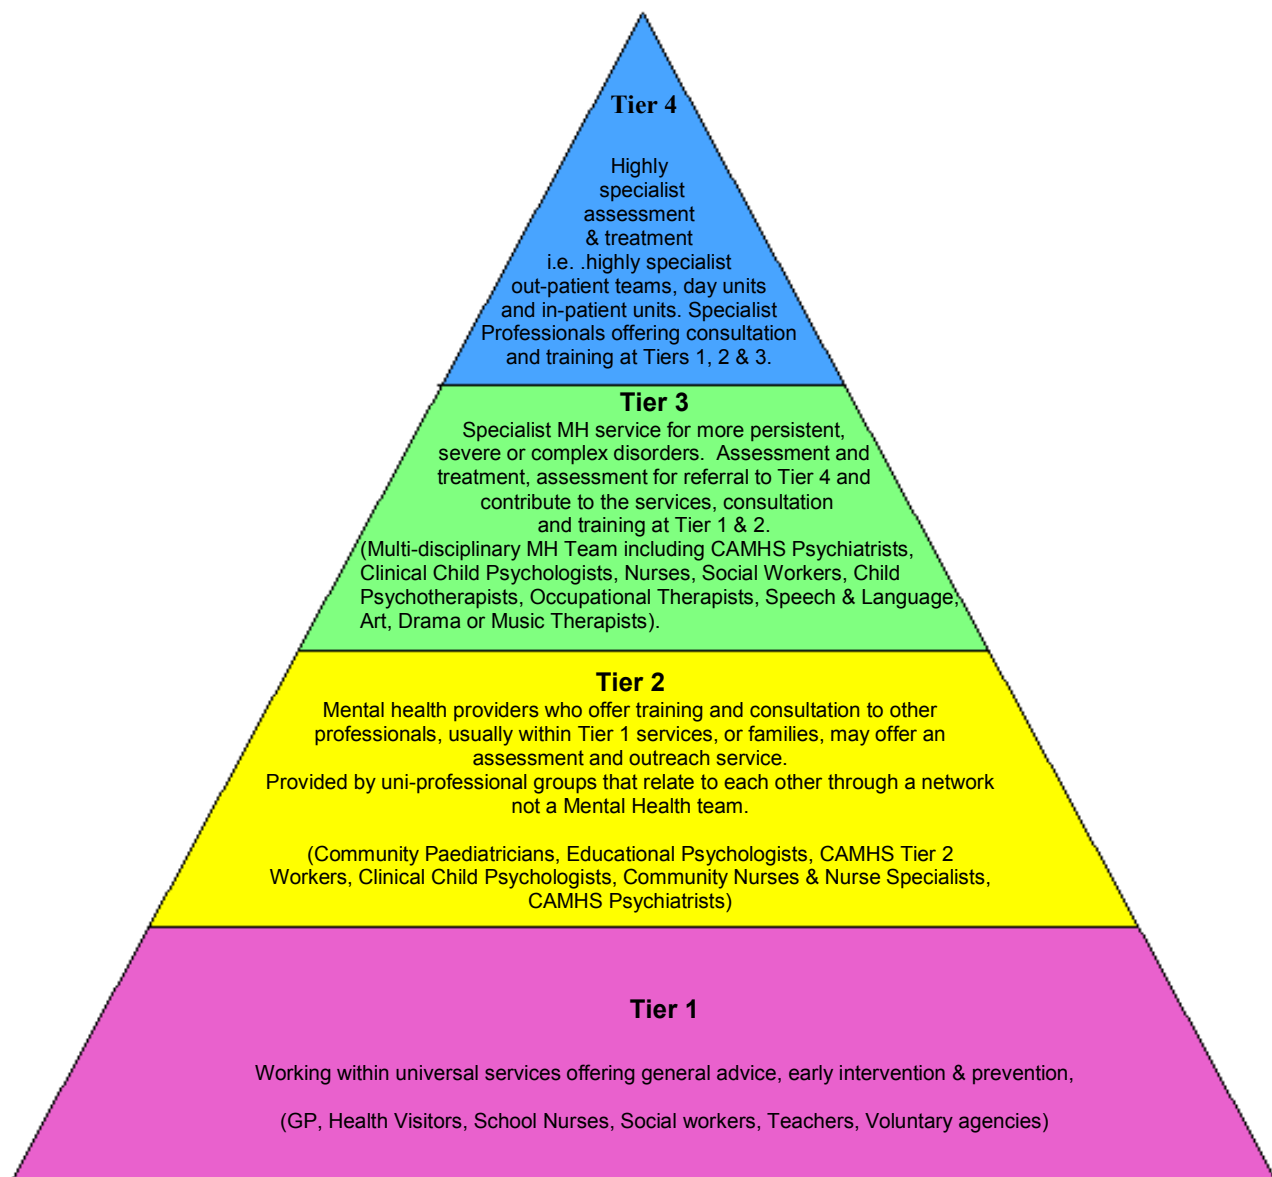 Tier 4
Highly
specialist
assessment
& treatment
i.e. .highly specialist
out-patient teams, day units
and in-patient units. Specialist
Professionals offering consultation
and training at Tiers 1, 2 & 3.
Tier 3
Specialist MH service for more persistent,
severe or complex disorders.  Assessment and
treatment, assessment for referral to Tier 4 and
contribute to the services, consultation
and training at Tier 1 & 2.
(Multi-disciplinary MH Team including CAMHS Psychiatrists,
Clinical Child Psychologists, Nurses, Social Workers, Child
Psychotherapists, Occupational Therapists, Speech & Language,
Art, Drama or Music Therapists).
Tier 2
Mental health providers who offer training and consultation to other
professionals, usually within Tier 1 services, or families, may offer an
assessment and outreach service.
Provided by uni-professional groups that relate to each other through a network
not a Mental Health team.
(Community Paediatricians, Educational Psychologists, CAMHS Tier 2
Workers, Clinical Child Psychologists, Community Nurses & Nurse Specialists,
CAMHS Psychiatrists)
Tier 1
Working within universal services offering general advice, early intervention & prevention,
(GP, Health Visitors, School Nurses, Social workers, Teachers, Voluntary agencies)